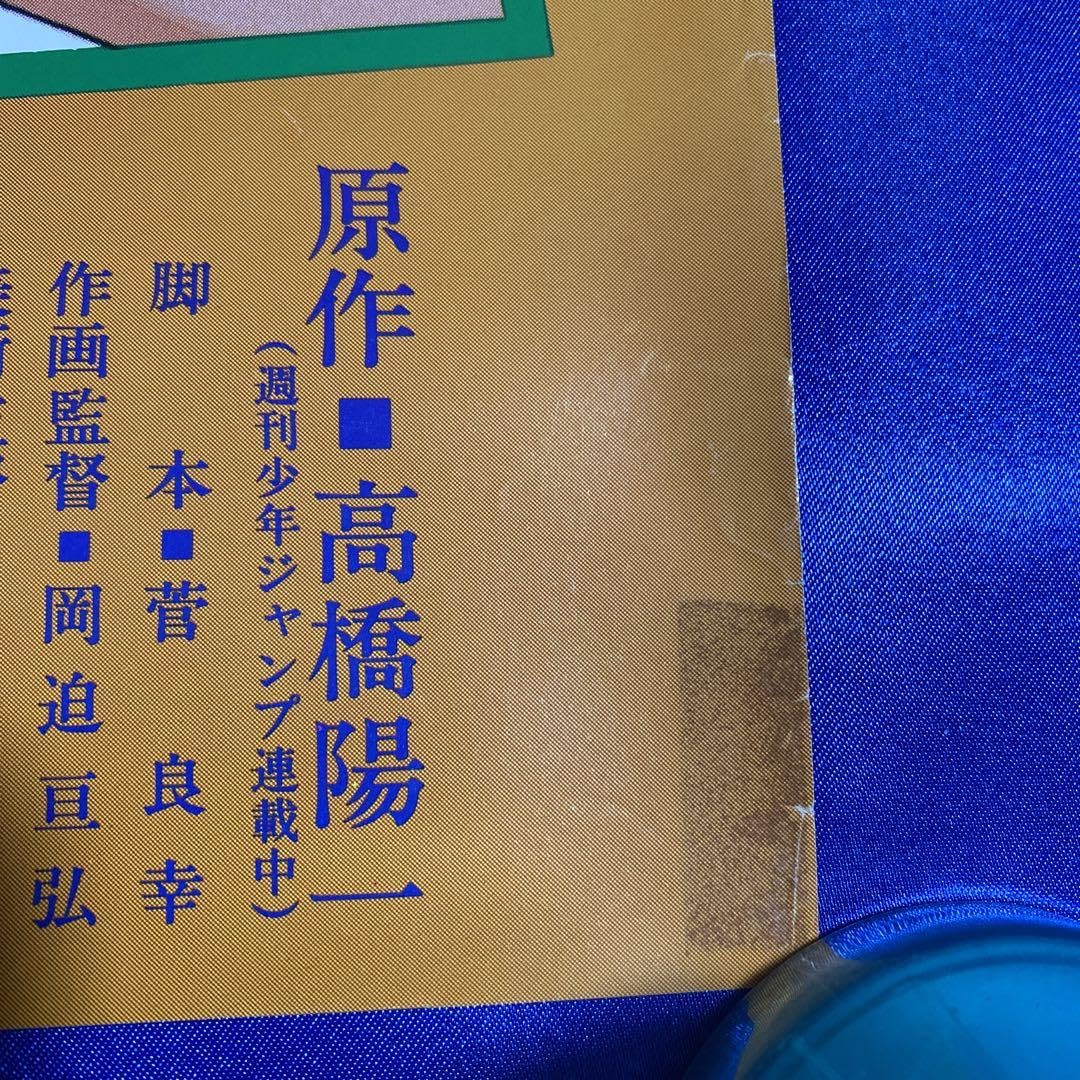 原作■高橋陽一
(週刊少年ジャンプ連載中)
脚本■菅良幸
作画監督■岡迫亘弘